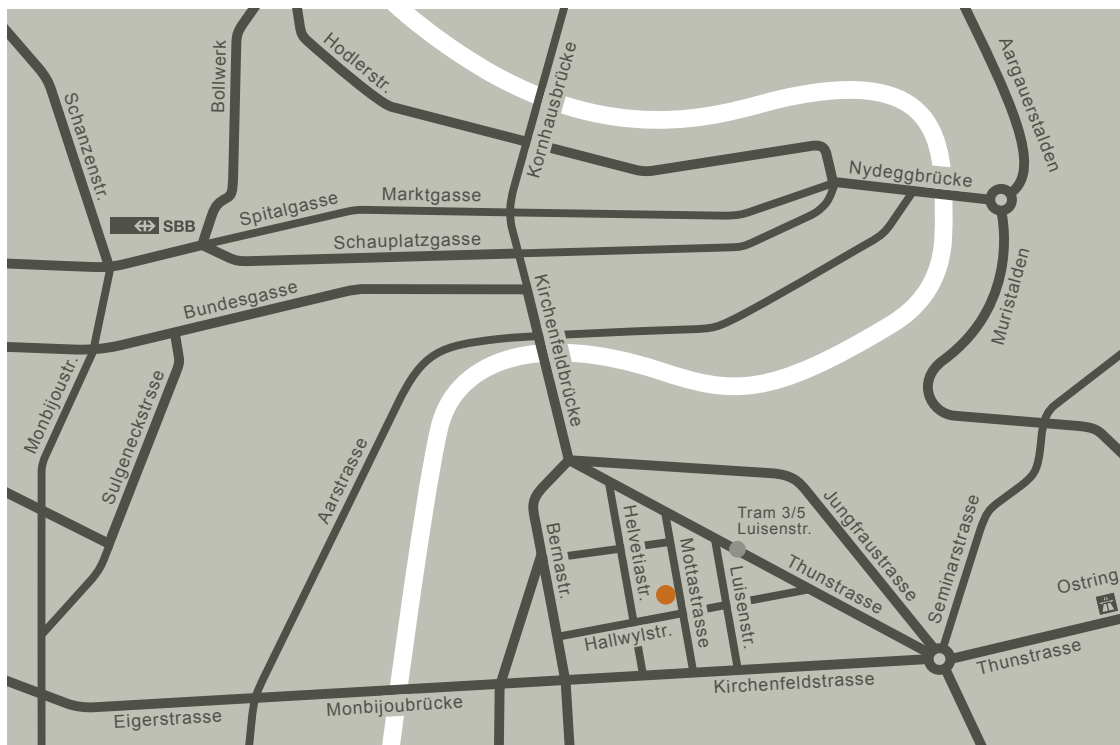 Schanzenstr.
Bollwerk
Hodlerstr.
Kornhausbrücke
Aargauerstalden
Nydeggbrücke
SBB
Spitalgasse
Marktgasse
Schauplatzgasse
Bundesgasse
Kirchenfeldbrücke
Muristalden
Monbijoustr.
Sulgeneckstrsse
Aarstrasse
Bernastr.
Helvetiastr.
Mottastrasse
Tram 3/5
Luisenstr.
Luisenstr.
Thunstrasse
Jungfraustrasse
Seminarstrasse
Ostring
Hallwylstr.
Thunstrasse
Kirchenfeldstrasse
Monbijoubrücke
Eigerstrasse